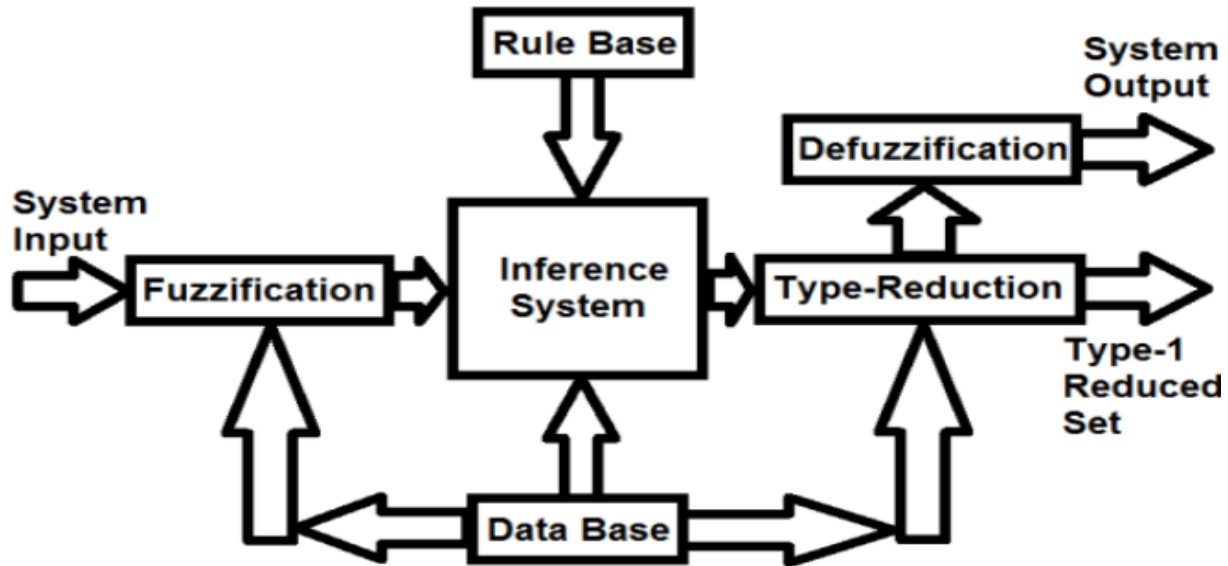 Rule Base
System
Output
Defuzzification
System
Input
Fuzzification
Inference
System
Type-Reduction
Type-1
Reduced
Set
Data Base